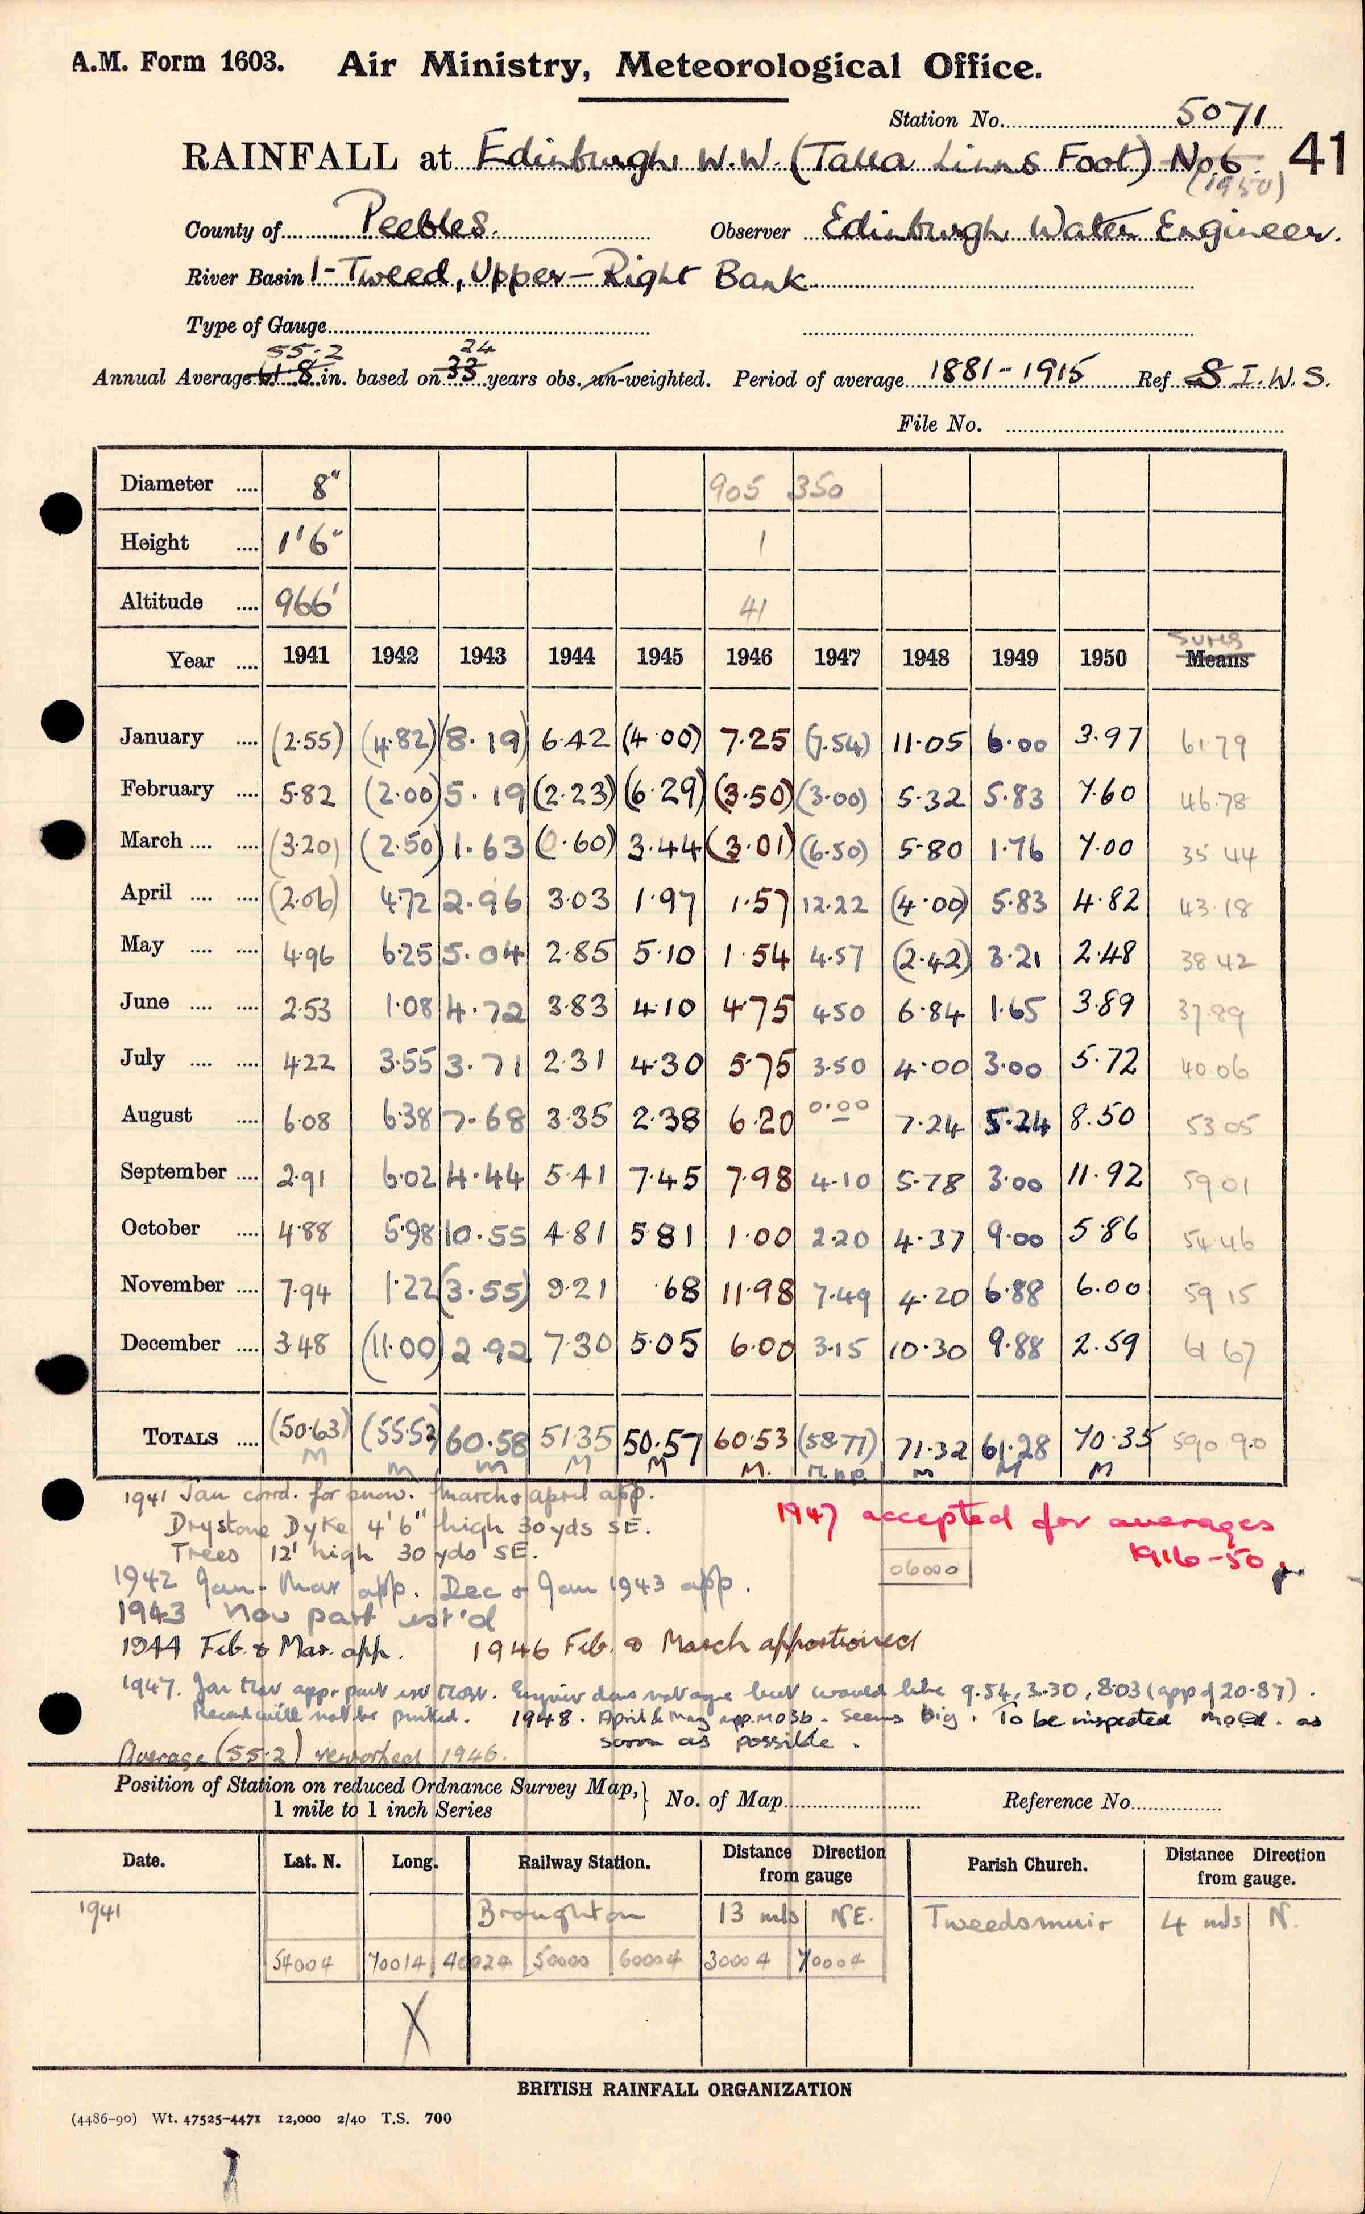 A.M. Form 1603. Air Ministry, Meteorological Office.
Station No. 5071
RAINFALL at Edinburgh W.W. (Talla Linns Foot) No 6 41
(1950)
County of Peebles. Observer Edinburgh Water Engineer.
River Basin 1-Tweed, Upper-Right Bank
Type of Gauge
55.2 24
Annual Average 61.8 in. based on 33 years obs. un-weighted. Period of average 1881-1915 Ref S I.W.S.
File No.
Diameter 8" 905 350
Height 1'6" 1
Altitude 966' 41
Sums
Year 1941 1942 1943 1944 1945 1946 1947 1948 1949 1950 Means
January (2.55) (4.82) (8.19) 6.42 (4.00) 7.25 (7.54) 11.05 6.00 3.97 61.79
February 5.82 (2.00) 5.19 (2.23) (6.29) (3.50) (3.00) 5.32 5.83 7.60 46.78
March (3.20) (2.50) 1.63 (0.60) 3.44 (3.01) (6.50) 5.80 1.76 7.00 35.44
April (2.06) 4.72 2.96 3.03 1.97 1.57 12.22 (4.00) 5.83 4.82 43.18
May 4.96 6.25 5.04 2.85 5.10 1.54 4.57 (2.42) 3.21 2.48 38.42
June 2.53 1.08 4.72 3.83 4.10 4.75 4.50 6.84 1.65 3.89 37.89
July 4.22 3.55 3.71 2.31 4.30 5.75 3.50 4.00 3.00 5.72 40.06
August 6.08 6.38 7.68 3.35 2.38 6.20 0.00 7.24 5.24 8.50 53.05
September 2.91 6.02 4.44 5.41 7.45 7.98 4.10 5.78 3.00 11.92 59.01
October 4.88 5.98 10.55 4.81 5.81 1.00 2.20 4.37 9.00 5.86 54.46
November 7.94 1.22 (3.55) 9.21 .68 11.98 7.49 4.20 6.88 6.00 59.15
December 3.48 (11.00) 2.92 7.30 5.05 6.00 3.15 10.30 9.88 2.59 61.67
TOTALS (50.63) (55.52) 60.58 51.35 50.57 60.53 (58.77) 71.32 61.28 70.35 590.90
M M M M M M. M M M
1941 Jan corrd. for snow. March & April app.
Drystone Dyke 4'6" high 30 yds SE.
Trees 12' high 30 yds SE.
1947 accepted for averages
1916-50
06000
1942 Jan-Mar app. Dec & Jan 1943 app.
1943 Nov part est'd
1944 Feb. & Mar. app. 1946 Feb. & March apportioned
1947. Jan Mar app. part est. Engineer does not agree but would like 9.54, 3.30, 8.03 (app of 20.87).
Record will not be printed. 1948. April & May app. Seems big. To be inspected as
soon as possible.
Average (55.2) reworked 1946.
Position of Station on reduced Ordnance Survey Map,
1 mile to 1 inch Series
No. of Map Reference No.
Date. Lat. N. Long. Railway Station. Distance Direction from gauge Parish Church. Distance Direction from gauge.
1941 Broughton 13 mls NE. Tweedsmuir 4 mls N.
54004 70014 40024 50000 60004 30004 70004
X
BRITISH RAINFALL ORGANIZATION
(4486-90) Wt. 47525-4471 12,000 2/40 T.S. 700